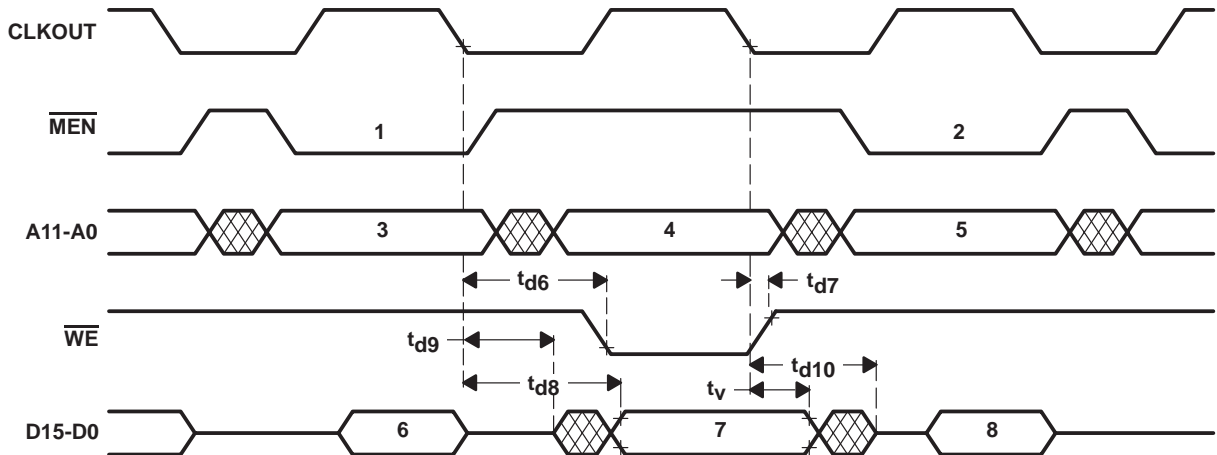 CLKOUT
MEN
1
2
A11-A0
3
4
5
td6
td7
WE
td9
td10
td8
tv
D15-D0
6
7
8